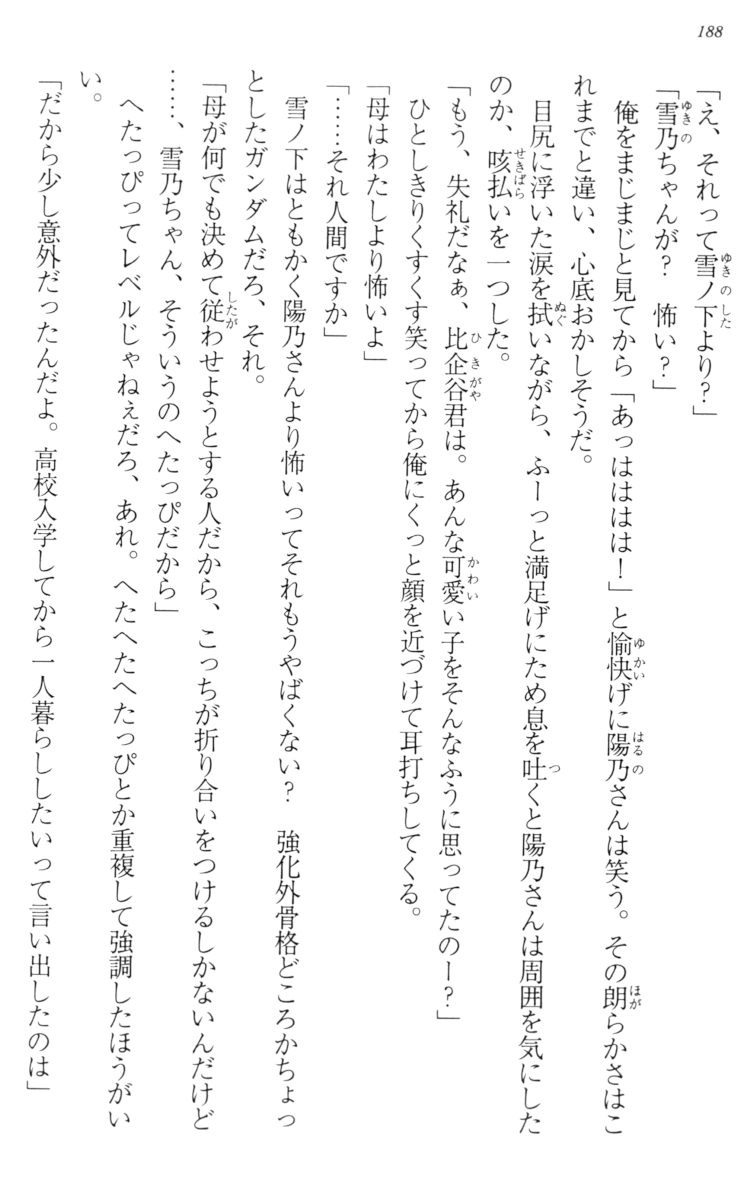 188
「え、それって雪ノ下より？」
「雪乃ちゃんが？　怖い？」
俺をまじまじと見てから「あっはははは！」と愉快げに陽乃さんは笑う。その朗らかさはこ
れまでと違い、心底おかしそうだ。
目尻に浮いた涙を拭いながら、ふーっと満足げにため息を吐くと陽乃さんは周囲を気にした
のか、咳払いを一つした。
「もう、失礼だなぁ、比企谷君は。あんな可愛い子をそんなふうに思ってたのー？」
ひとしきりくすくす笑ってから俺にくっと顔を近づけて耳打ちしてくる。
「母はわたしより怖いよ」
「……それ人間ですか」
雪ノ下はともかく陽乃さんより怖いってそれもうやばくない？　強化外骨格どころかちょっ
としたガンダムだろ、それ。
「母が何でも決めて従わせようとする人だから、こっちが折り合いをつけるしかないんだけど
……、雪乃ちゃん、そういうのへたっぴだから」
へたっぴってレベルじゃねぇだろ、あれ。へたへたへたっぴとか重複して強調したほうがい
い。
「だから少し意外だったんだよ。高校入学してから一人暮らししたいって言い出したのは」